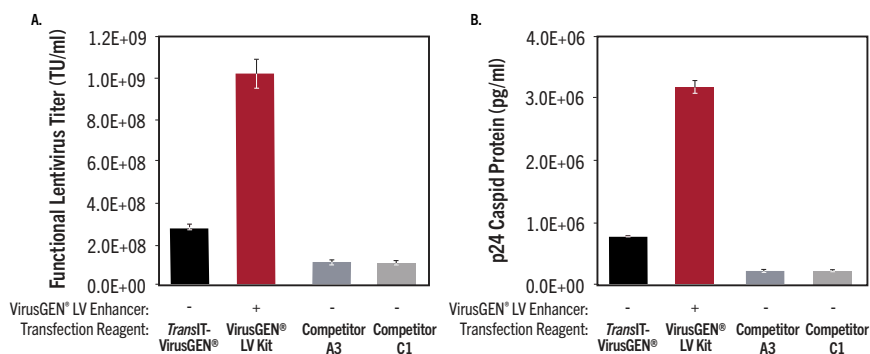 A.
Functional Lentivirus Titer (TU/ml)
1.2E+09
1.0E+09
8.0E+08
6.0E+08
4.0E+08
2.0E+08
0.0E+00
VirusGEN® LV Enhancer: - + - -
Transfection Reagent: TransIT-VirusGEN® VirusGEN® LV Kit Competitor A3 Competitor C1
B.
p24 Caspid Protein (pg/ml)
4.0E+06
3.0E+06
2.0E+06
1.0E+06
0.0E+00
VirusGEN® LV Enhancer: - + - -
Transfection Reagent: TransIT-VirusGEN® VirusGEN® LV Kit Competitor A3 Competitor C1